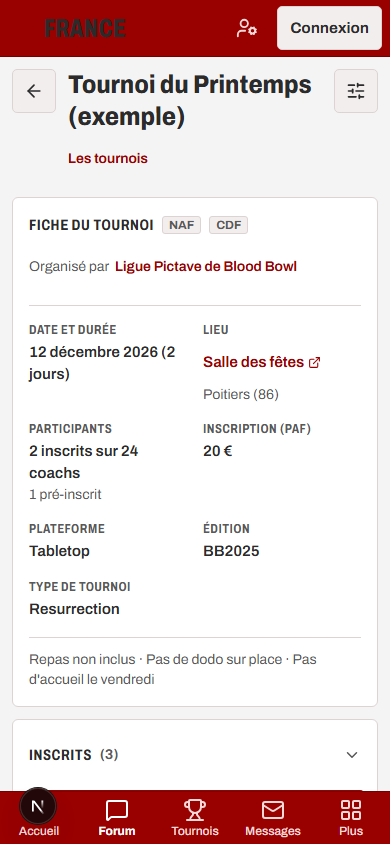 FRANCE
Connexion
Tournoi du Printemps
(exemple)
Les tournois
FICHE DU TOURNOI NAF CDF
Organisé par Ligue Pictave de Blood Bowl
DATE ET DURÉE
12 décembre 2026 (2
jours)
LIEU
Salle des fêtes
Poitiers (86)
PARTICIPANTS
2 inscrits sur 24
coachs
1 pré-inscrit
INSCRIPTION (PAF)
20 €
PLATEFORME
Tabletop
ÉDITION
BB2025
TYPE DE TOURNOI
Resurrection
Repas non inclus · Pas de dodo sur place · Pas
d'accueil le vendredi
INSCRITS (3)
N
Accueil
Forum
Tournois
Messages
Plus